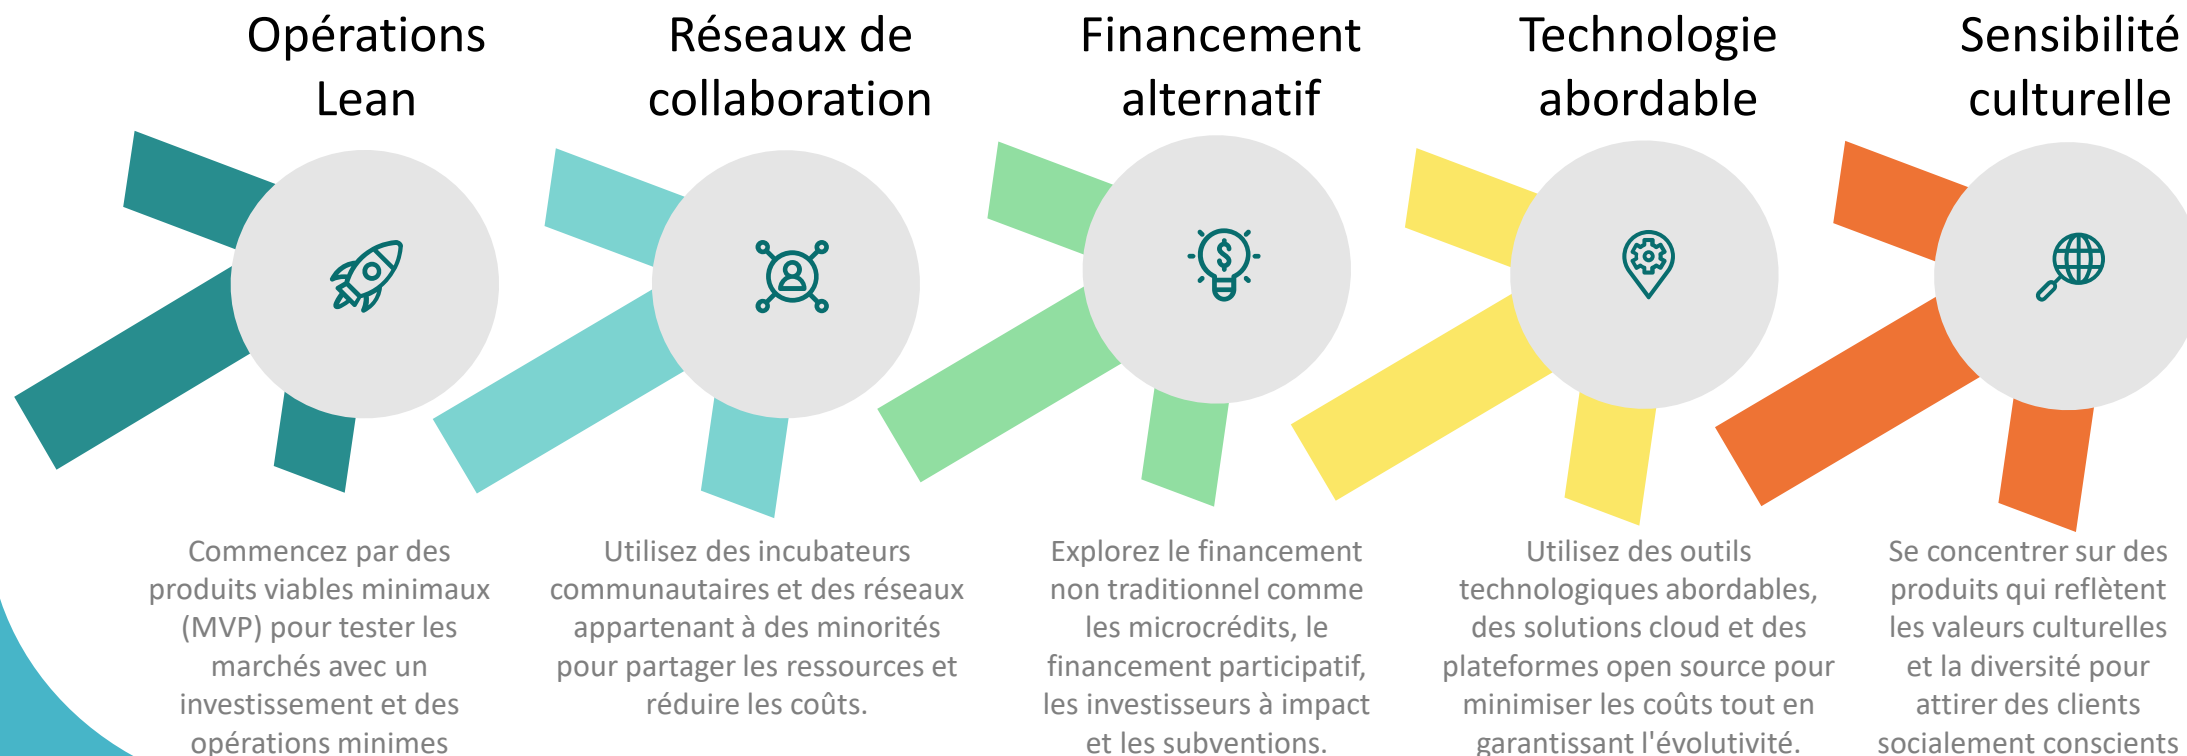 Opérations
Lean
Commencez par des
produits viables minimaux
(MVP) pour tester les
marchés avec un
investissement et des
opérations minimes
Réseaux de
collaboration
Utilisez des incubateurs
communautaires et des réseaux
appartenant à des minorités
pour partager les ressources et
réduire les coûts.
Financement
alternatif
$
Explorez le financement
non traditionnel comme
les microcrédits, le
financement participatif,
les investisseurs à impact
et les subventions.
Technologie
abordable
Utilisez des outils
technologiques abordables,
des solutions cloud et des
plateformes open source pour
minimiser les coûts tout en
garantissant l'évolutivité.
Sensibilité
culturelle
Se concentrer sur des
produits qui reflètent
les valeurs culturelles
et la diversité pour
attirer des clients
socialement conscients